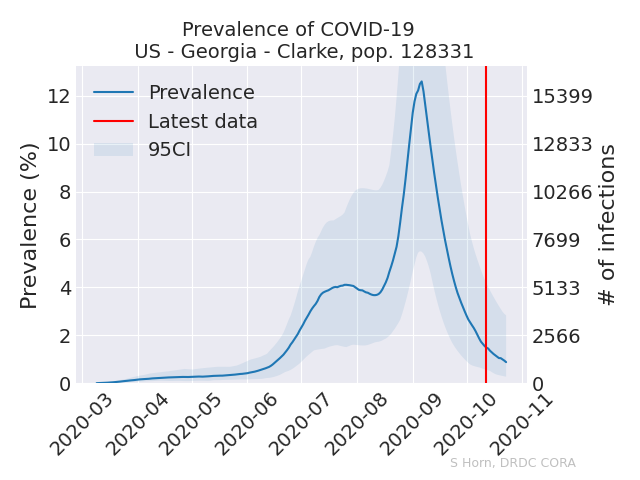 Prevalence of COVID-19
US - Georgia - Clarke, pop. 128331
Prevalence
Latest data
95CI
Prevalence (%)
12
10
8
6
4
2
0
15399
12833
10266
7699
5133
2566
0
# of infections
2020-03
2020-04
2020-05
2020-06
2020-07
2020-08
2020-09
2020-10
2020-11
S Horn, DRDC CORA